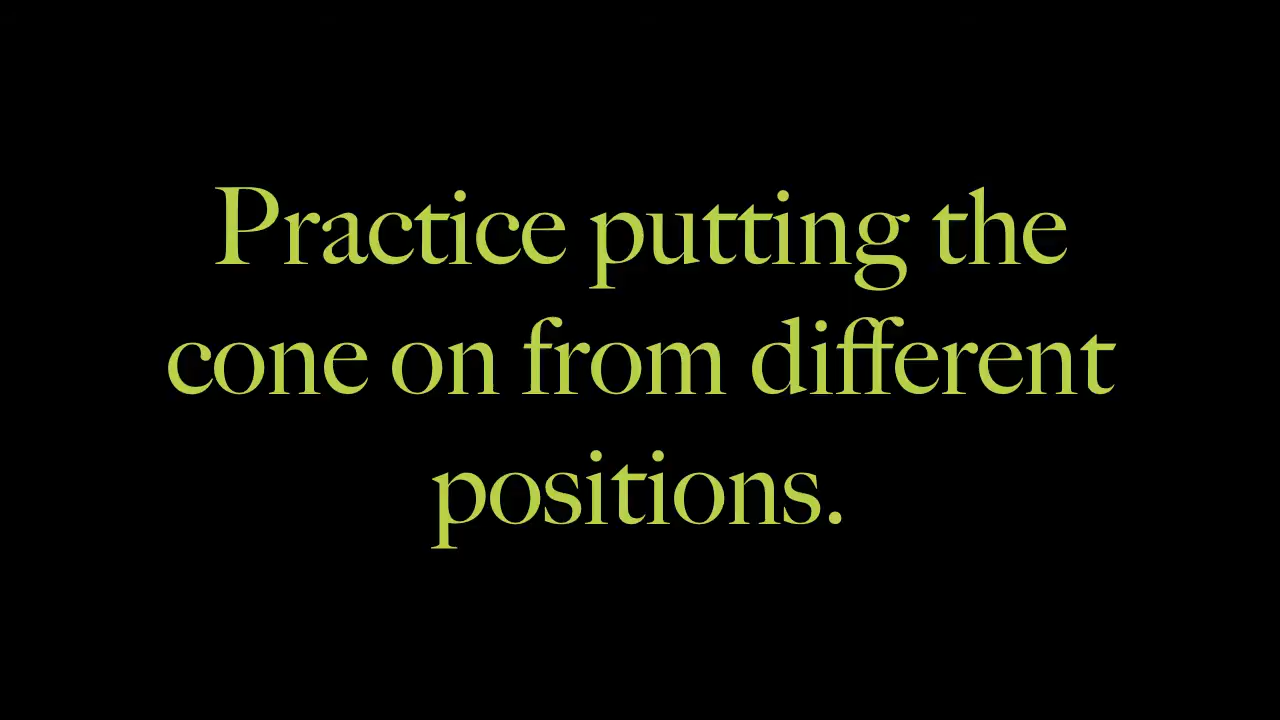 Practice putting the
cone on from different
positions.